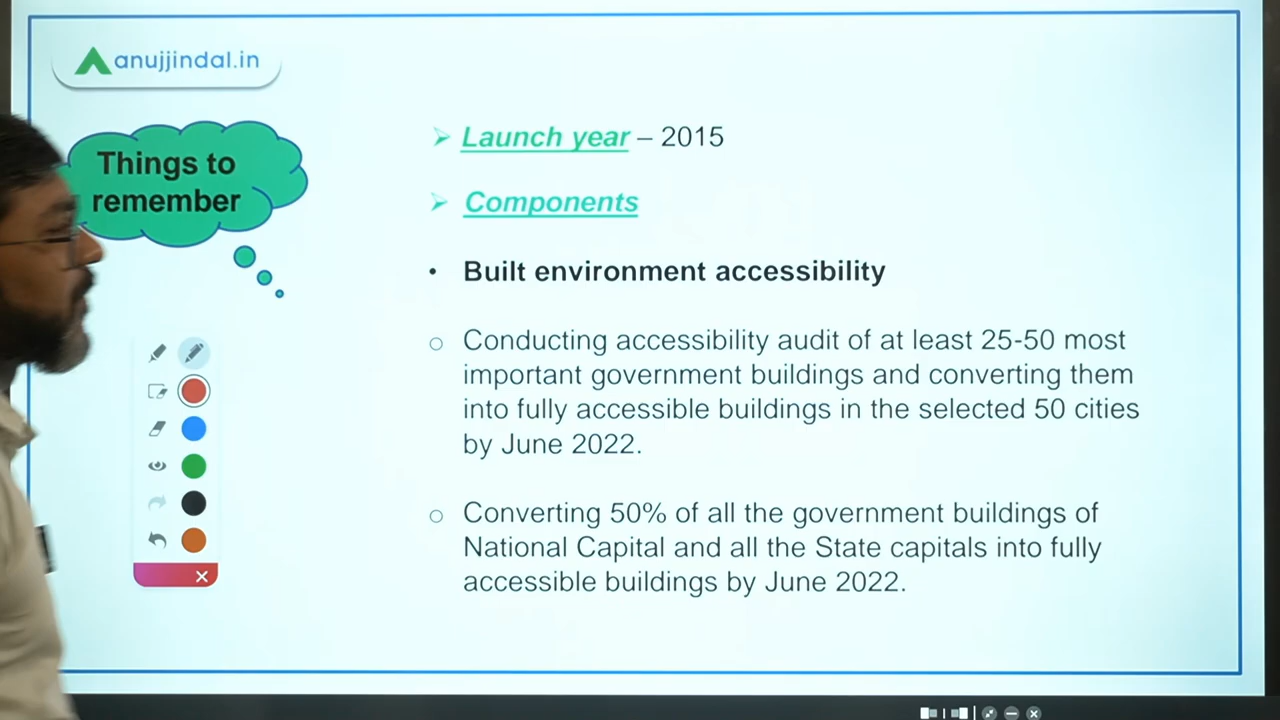 anujjindal.in
Things to
remember
Launch year – 2015
Components
• Built environment accessibility
Conducting accessibility audit of at least 25-50 most
important government buildings and converting them
into fully accessible buildings in the selected 50 cities
by June 2022.
Converting 50% of all the government buildings of
National Capital and all the State capitals into fully
accessible buildings by June 2022.